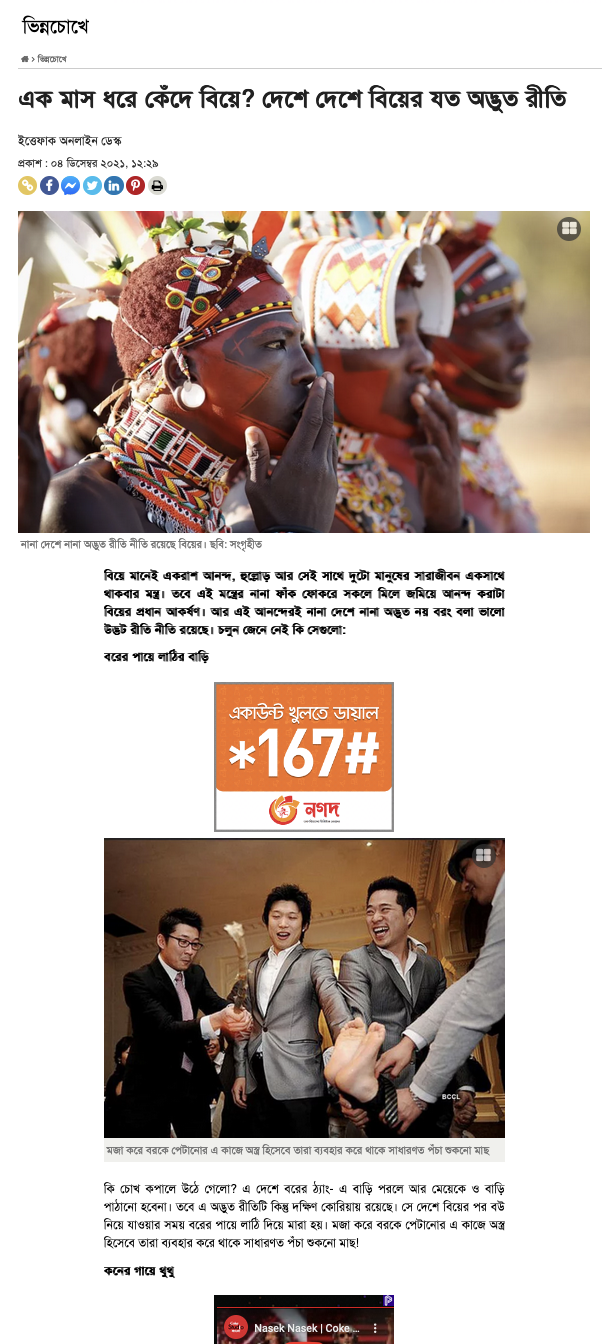 ভিন্নচোখে
ভিন্নচোখে
এক মাস ধরে কেঁদে বিয়ে? দেশে দেশে বিয়ের যত অদ্ভুত রীতি
ইত্তেফাক অনলাইন ডেস্ক
প্রকাশ : ০৪ ডিসেম্বর ২০২১, ১২:২৯
নানা দেশে নানা অদ্ভুত রীতি নীতি রয়েছে বিয়ের। ছবি: সংগৃহীত
বিয়ে মানেই একরাশ আনন্দ, হুল্লোড় আর সেই সাথে দুটো মানুষের সারাজীবন একসাথে
থাকবার মন্ত্র। তবে এই মন্ত্রের নানা ফাঁক ফোকরে সকলে মিলে জমিয়ে আনন্দ করাটা
বিয়ের প্রধান আকর্ষণ। আর এই আনন্দেরই নানা দেশে নানা অদ্ভুত নয় বরং বলা ভালো
উদ্ভট রীতি নীতি রয়েছে। চলুন জেনে নেই কি সেগুলো:
বরের পায়ে লাঠির বাড়ি
একাউন্ট খুলতে ডায়াল
*167#
নগদ
BCCL
মজা করে বরকে পেটানোর এ কাজে অস্ত্র হিসেবে তারা ব্যবহার করে থাকে সাধারণত পঁচা শুকনো মাছ
কি চোখ কপালে উঠে গেলো? এ দেশে বরের ঠ্যাং- এ বাড়ি পরলে আর মেয়েকে ও বাড়ি
পাঠানো হবেনা। তবে এ অদ্ভুত রীতিটি কিন্তু দক্ষিণ কোরিয়ায় রয়েছে। সে দেশে বিয়ের পর বউ
নিয়ে যাওয়ার সময় বরের পায়ে লাঠি দিয়ে মারা হয়। মজা করে বরকে পেটানোর এ কাজে অস্ত্র
হিসেবে তারা ব্যবহার করে থাকে সাধারণত পঁচা শুকনো মাছ!
কনের গায়ে থুথু
Nasek Nasek | Coke ...